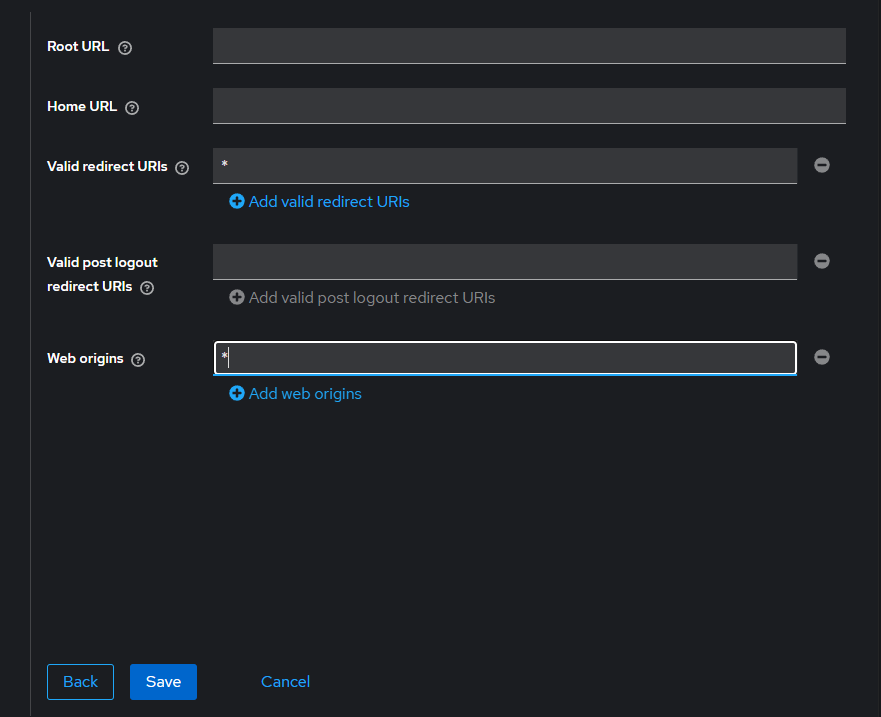 Root URL
Home URL
Valid redirect URIs *
Add valid redirect URIs
Valid post logout
redirect URIs
Add valid post logout redirect URIs
Web origins *
Add web origins
Back Save Cancel